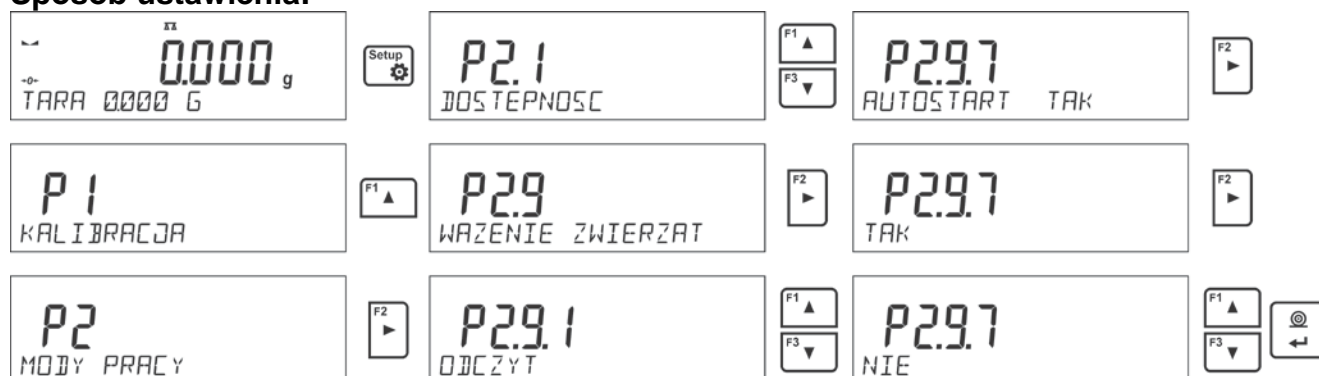 Sposób ustawienia:
0.000 g
→0←
TARA 0.000 G
Setup
P2.1
DOSTEPNOSC
F1
F3
P2.9.7
AUTOSTART TAK
F2
P1
KALIBRACJA
F1
P2.9
WAZENIE ZWIERZAT
F2
P2.9.7
TAK
F2
P2
MODY PRACY
F2
P2.9.1
ODCZYT
F1
F3
P2.9.7
NIE
F1
F3